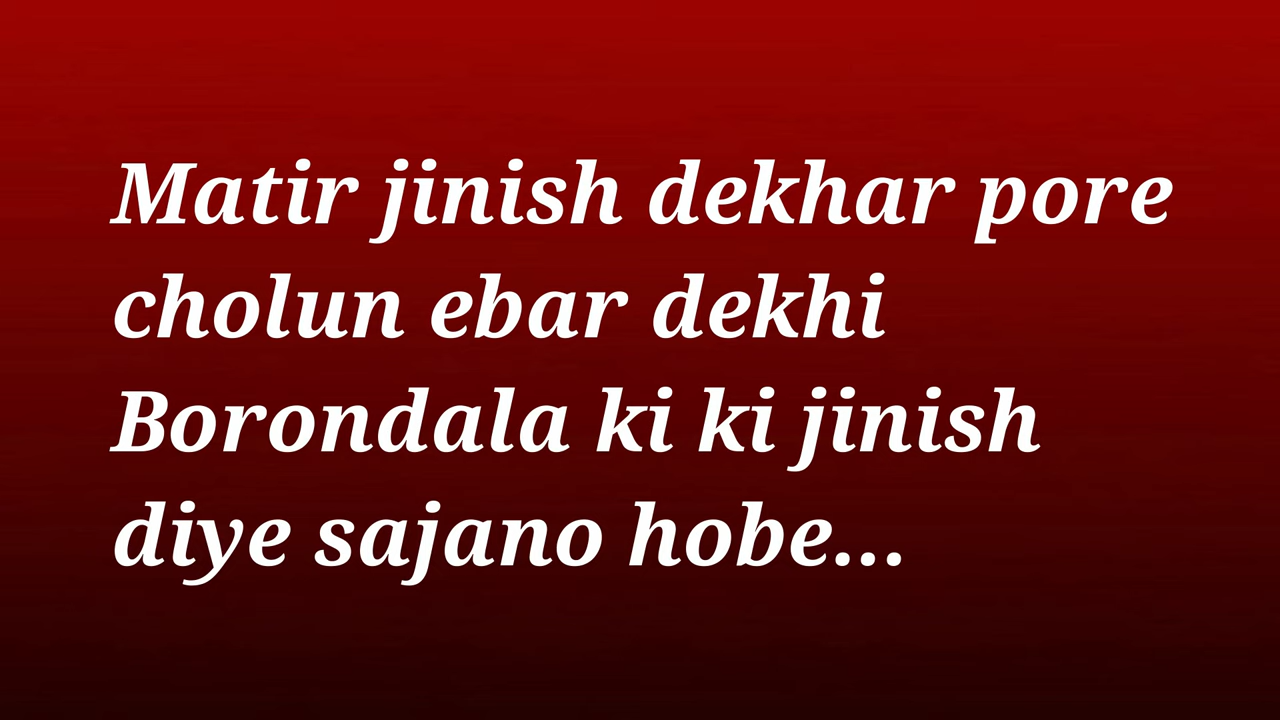 Matir jinish dekhar pore
cholun ebar dekhi
Borondala ki ki jinish
diye sajano hobe...